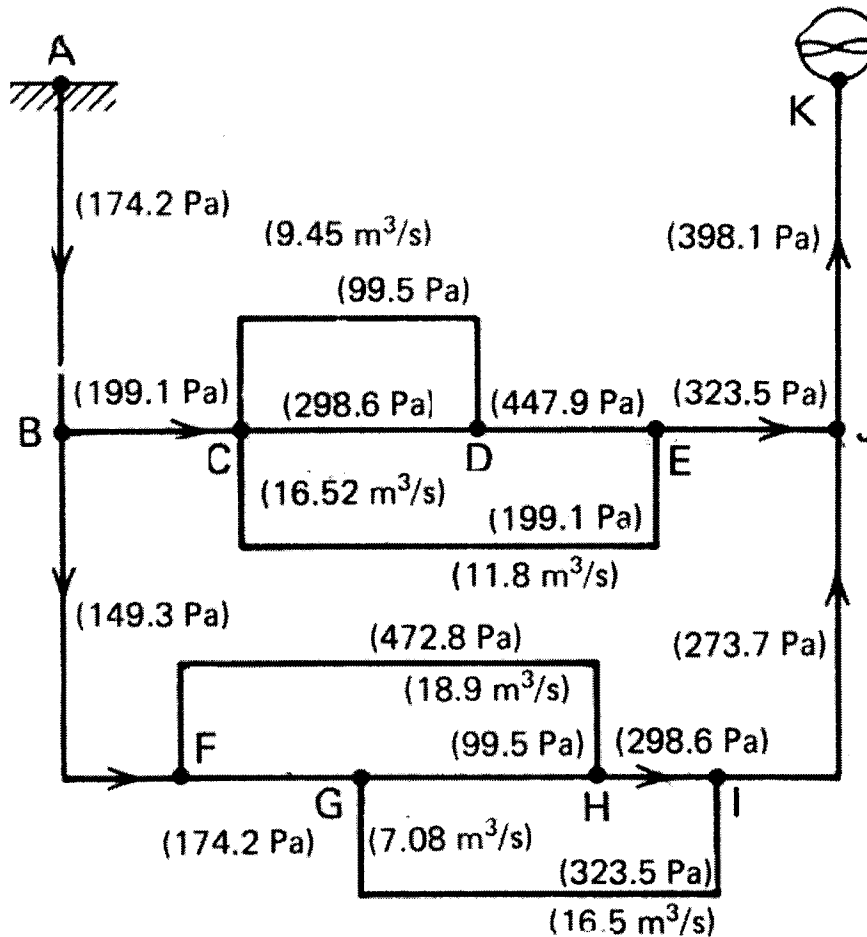 A
K
(174.2 Pa)
(9.45 m³/s)
(398.1 Pa)
(99.5 Pa)
(199.1 Pa)
(298.6 Pa)
(447.9 Pa)
(323.5 Pa)
B
C
D
E
J
(16.52 m³/s)
(199.1 Pa)
(11.8 m³/s)
(149.3 Pa)
(472.8 Pa)
(273.7 Pa)
(18.9 m³/s)
F
(99.5 Pa)
(298.6 Pa)
G
H
I
(174.2 Pa)
(7.08 m³/s)
(323.5 Pa)
(16.5 m³/s)